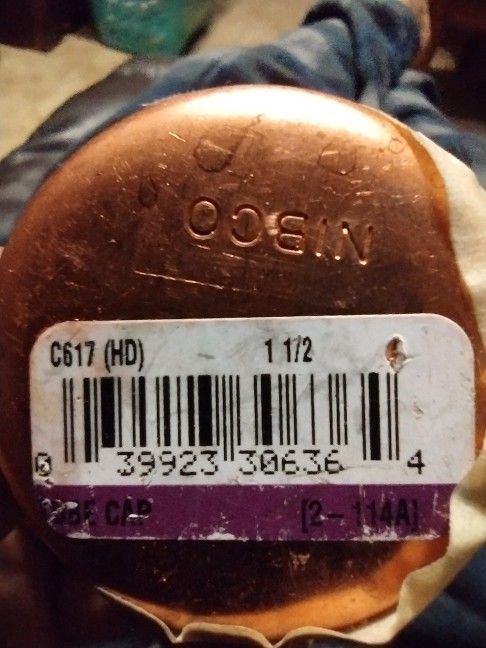 NIBCO
C617 (HD) 1 1/2
0 39923 30636 4
CAP [2-114A]